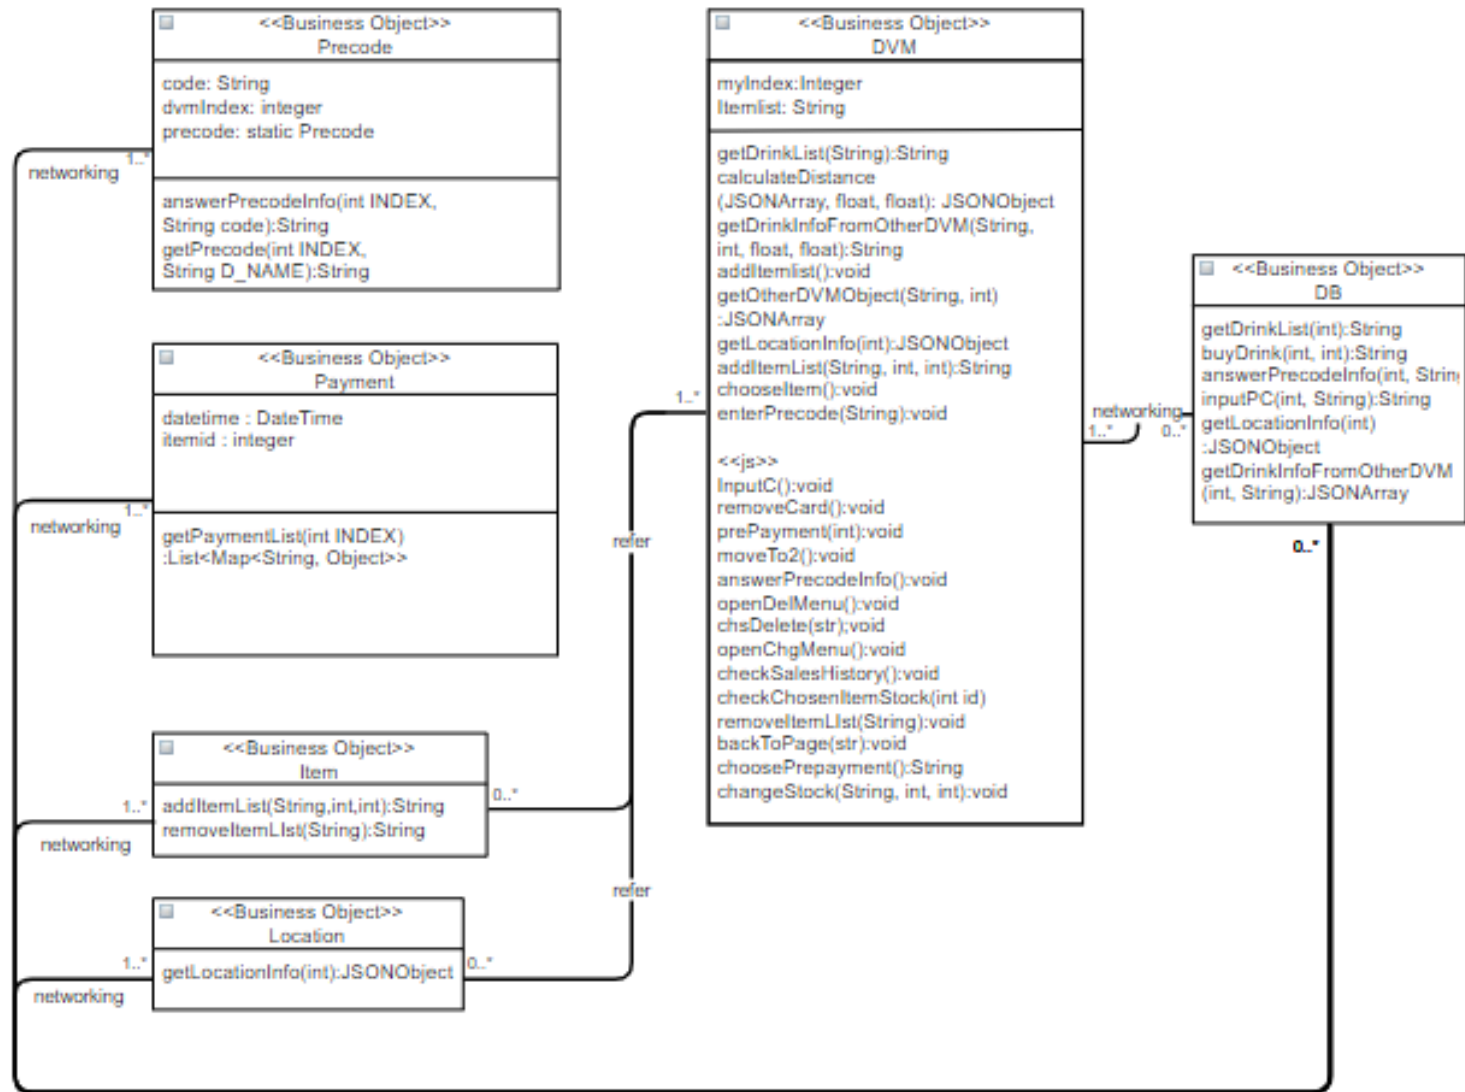 <<Business Object>>
Precode
code: String
dvmIndex: integer
precode: static Precode
answerPrecodeInfo(int INDEX,
String code):String
getPrecode(int INDEX,
String D_NAME):String
1..*
networking
<<Business Object>>
Payment
datetime : DateTime
itemid : integer
getPaymentList(int INDEX)
:List<Map<String, Object>>
1..*
networking
<<Business Object>>
Item
addItemList(String,int,int):String
removeItemLIst(String):String
1..*
0..*
networking
<<Business Object>>
Location
getLocationInfo(int):JSONObject
1..*
0..*
networking
refer
refer
1..*
<<Business Object>>
DVM
myIndex:Integer
Itemlist: String
getDrinkList(String):String
calculateDistance
(JSONArray, float, float): JSONObject
getDrinkInfoFromOtherDVM(String,
int, float, float):String
addItemlist():void
getOtherDVMObject(String, int)
:JSONArray
getLocationInfo(int):JSONObject
addItemList(String, int, int):String
chooseItem():void
enterPrecode(String):void
<<js>>
InputC():void
removeCard():void
prePayment(int):void
moveTo2():void
answerPrecodeInfo():void
openDelMenu():void
chsDelete(str);void
openChgMenu():void
checkSalesHistory():void
checkChosenItemStock(int id)
removeItemLIst(String):void
backToPage(str):void
choosePrepayment():String
changeStock(String, int, int):void
networking
1..*
0..*
<<Business Object>>
DB
getDrinkList(int):String
buyDrink(int, int):String
answerPrecodeInfo(int, String
inputPC(int, String):String
getLocationInfo(int)
:JSONObject
getDrinkInfoFromOtherDVM
(int, String):JSONArray
0..*